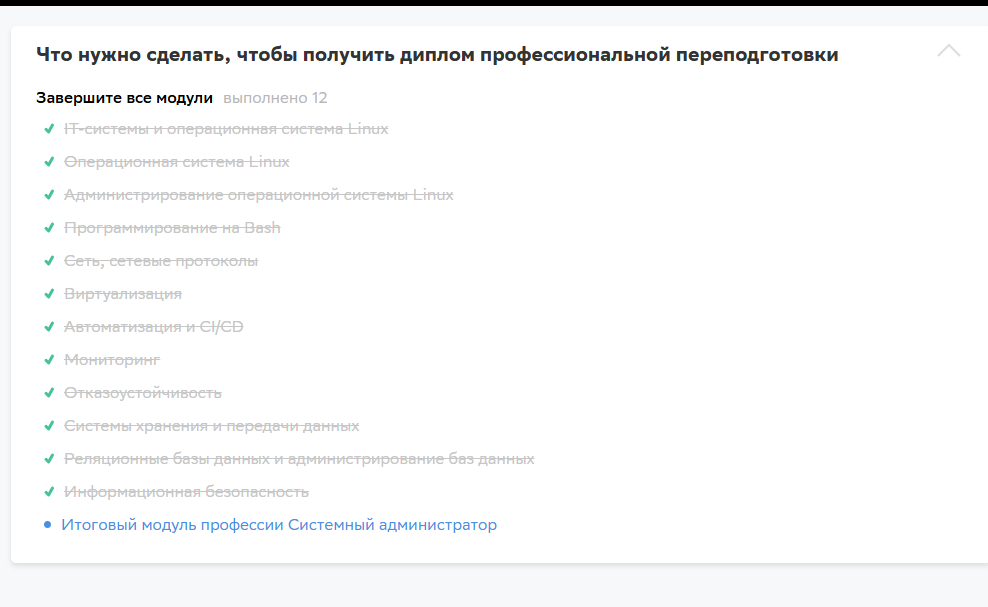 Что нужно сделать, чтобы получить диплом профессиональной переподготовки
Завершите все модули выполнено 12
IT-системы и операционная система Linux
Операционная система Linux
Администрирование операционной системы Linux
Программирование на Bash
Сеть, сетевые протоколы
Виртуализация
Автоматизация и CI/CD
Мониторинг
Отказоустойчивость
Системы хранения и передачи данных
Реляционные базы данных и администрирование баз данных
Информационная безопасность
Итоговый модуль профессии Системный администратор